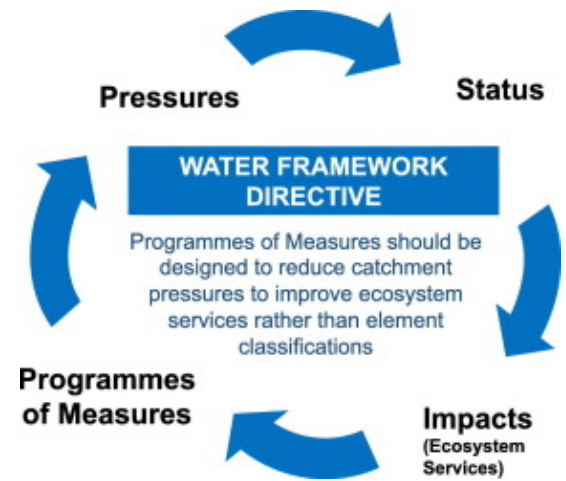 Pressures
Status
WATER FRAMEWORK
DIRECTIVE
Programmes of Measures should be
designed to reduce catchment
pressures to improve ecosystem
services rather than element
classifications
Programmes
of Measures
Impacts
(Ecosystem
Services)